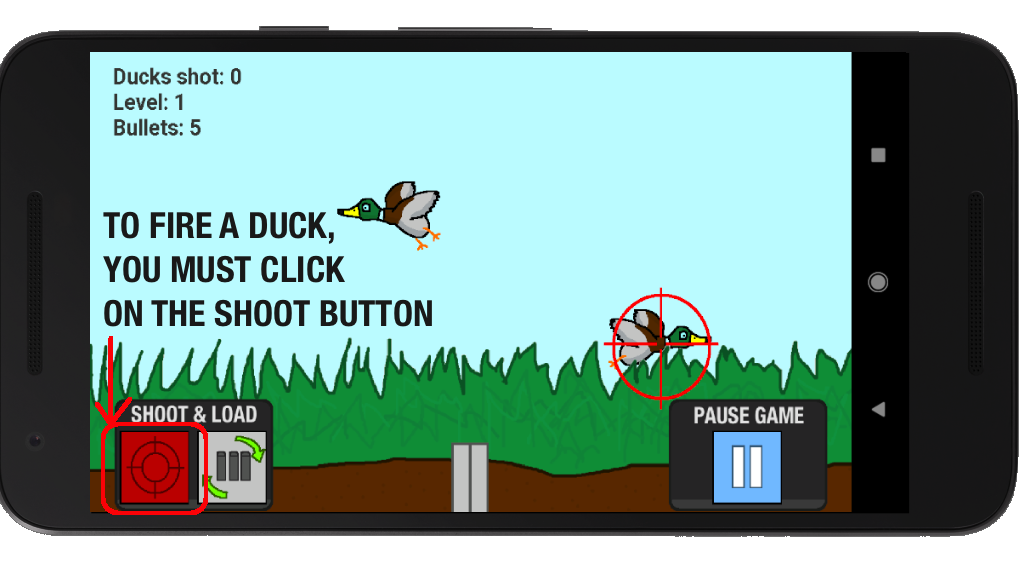 Ducks shot: 0
Level: 1
Bullets: 5
TO FIRE A DUCK,
YOU MUST CLICK
ON THE SHOOT BUTTON
SHOOT & LOAD
PAUSE GAME